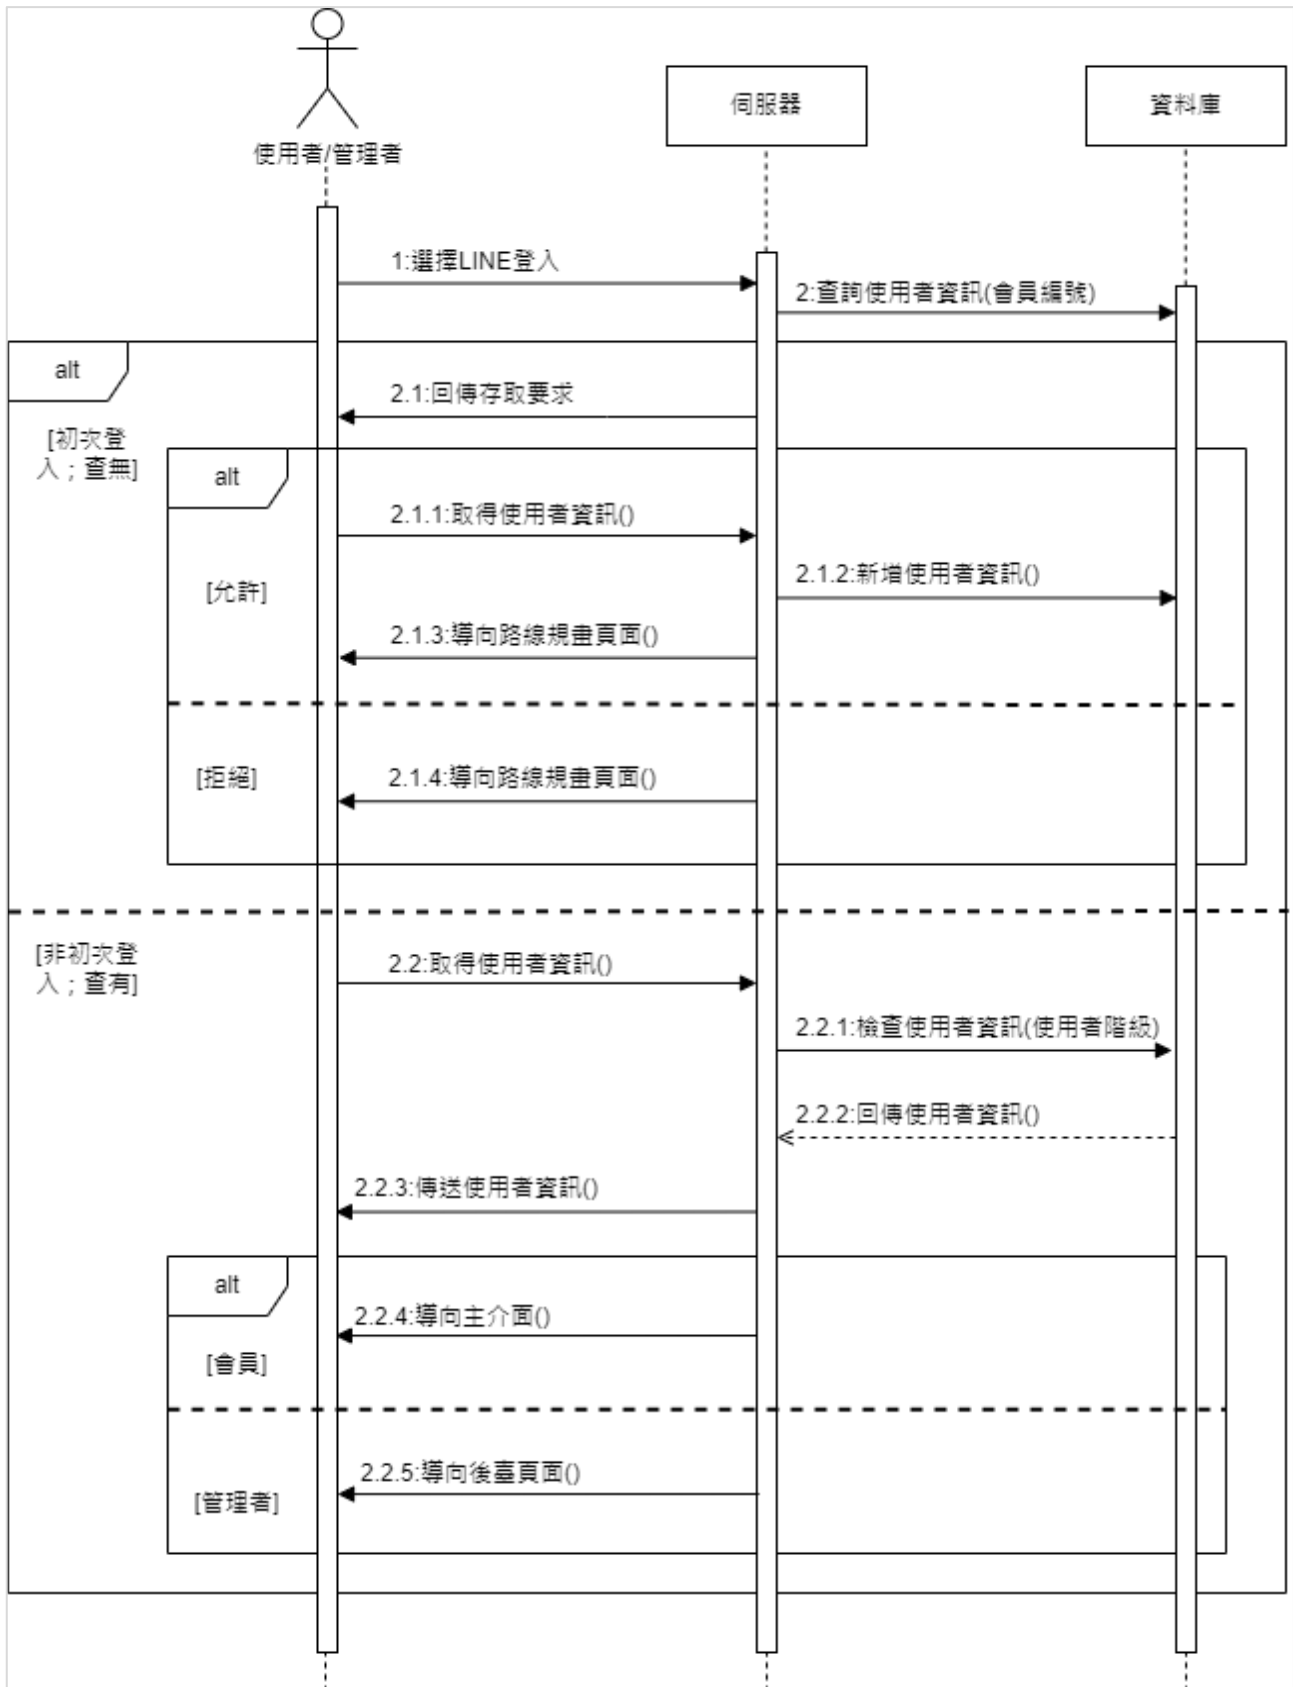 使用者/管理者
伺服器
資料庫
1:選擇LINE登入
2:查詢使用者資訊(會員編號)
alt
2.1:回傳存取要求
[初次登
入；查無]
alt
2.1.1:取得使用者資訊()
2.1.2:新增使用者資訊()
[允許]
2.1.3:導向路線規畫頁面()
[拒絕]
2.1.4:導向路線規畫頁面()
[非初次登
入；查有]
2.2:取得使用者資訊()
2.2.1:檢查使用者資訊(使用者階級)
2.2.2:回傳使用者資訊()
2.2.3:傳送使用者資訊()
alt
2.2.4:導向主介面()
[會員]
2.2.5:導向後臺頁面()
[管理者]